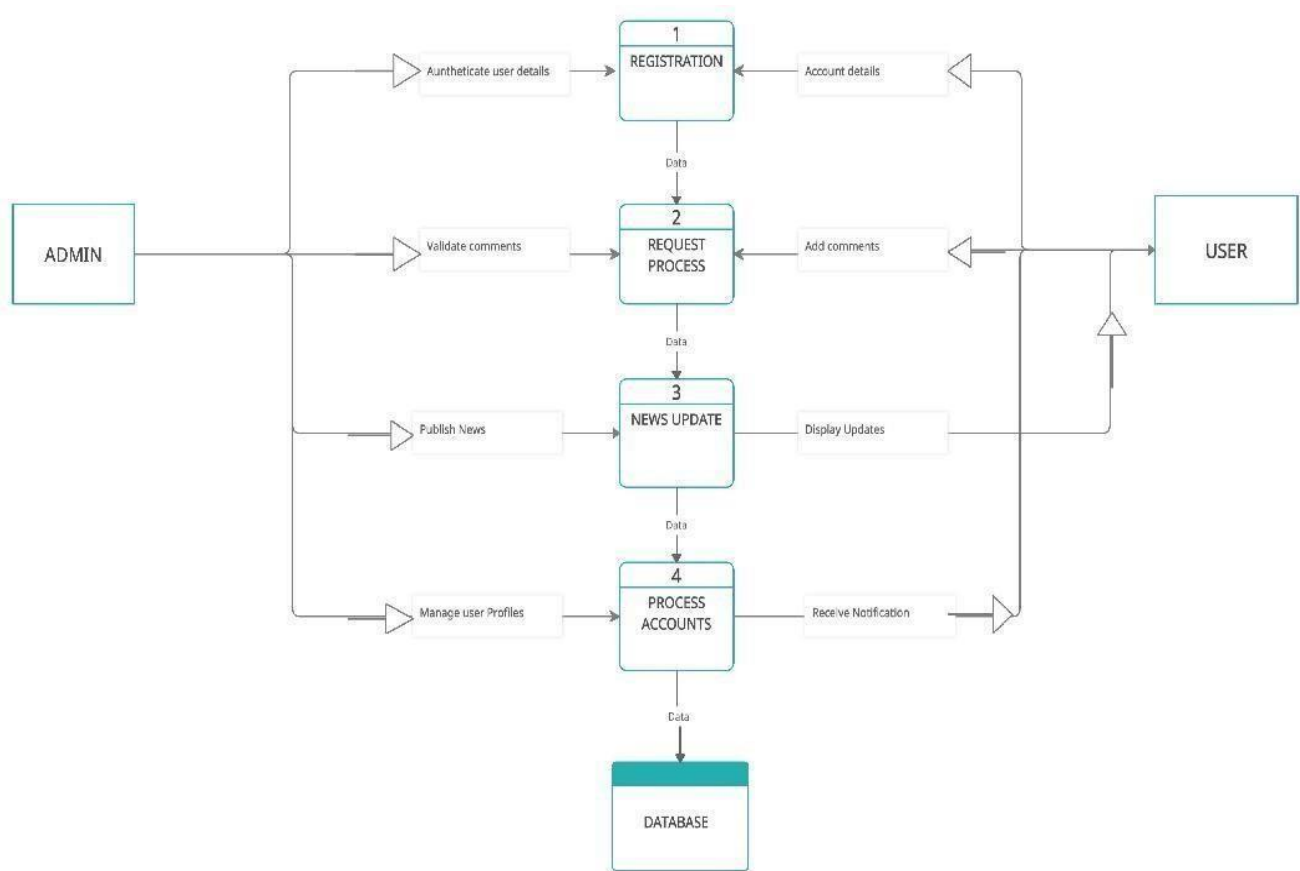 1
REGISTRATION
Auntheticate user details
Account details
Data
ADMIN
2
REQUEST
PROCESS
Validate comments
Add comments
USER
Data
3
NEWS UPDATE
Publish News
Display Updates
Data
4
PROCESS
ACCOUNTS
Manage user Profiles
Receive Notification
Data
DATABASE